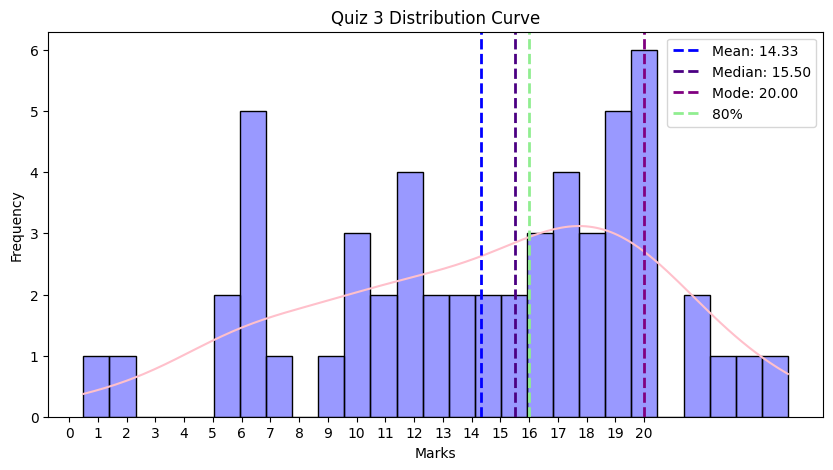 Quiz 3 Distribution Curve
Mean: 14.33
Median: 15.50
Mode: 20.00
80%
Frequency
6
5
4
3
2
1
0
0 1 2 3 4 5 6 7 8 9 10 11 12 13 14 15 16 17 18 19 20
Marks